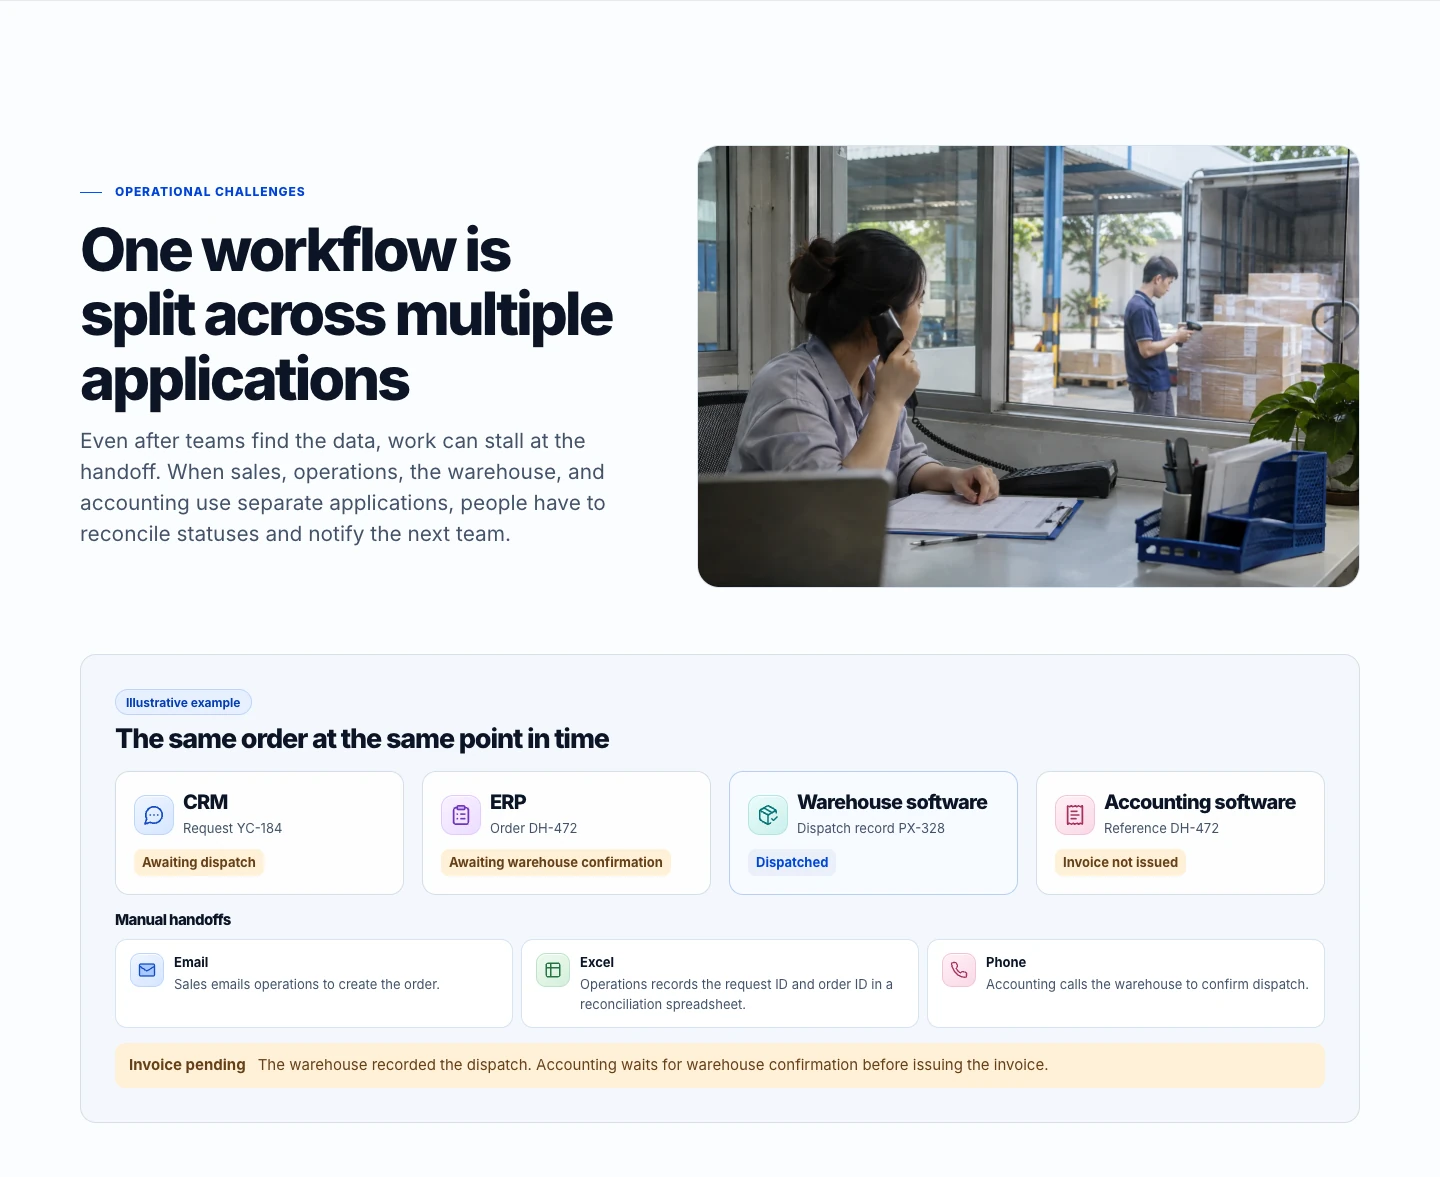 OPERATIONAL CHALLENGES
One workflow is
split across multiple
applications
Even after teams find the data, work can stall at the
handoff. When sales, operations, the warehouse, and
accounting use separate applications, people have to
reconcile statuses and notify the next team.
Illustrative example
The same order at the same point in time
CRM
Request YC-184
Awaiting dispatch
ERP
Order DH-472
Awaiting warehouse confirmation
Warehouse software
Dispatch record PX-328
Dispatched
Accounting software
Reference DH-472
Invoice not issued
Manual handoffs
Email
Sales emails operations to create the order.
Excel
Operations records the request ID and order ID in a
reconciliation spreadsheet.
Phone
Accounting calls the warehouse to confirm dispatch.
Invoice pending The warehouse recorded the dispatch. Accounting waits for warehouse confirmation before issuing the invoice.